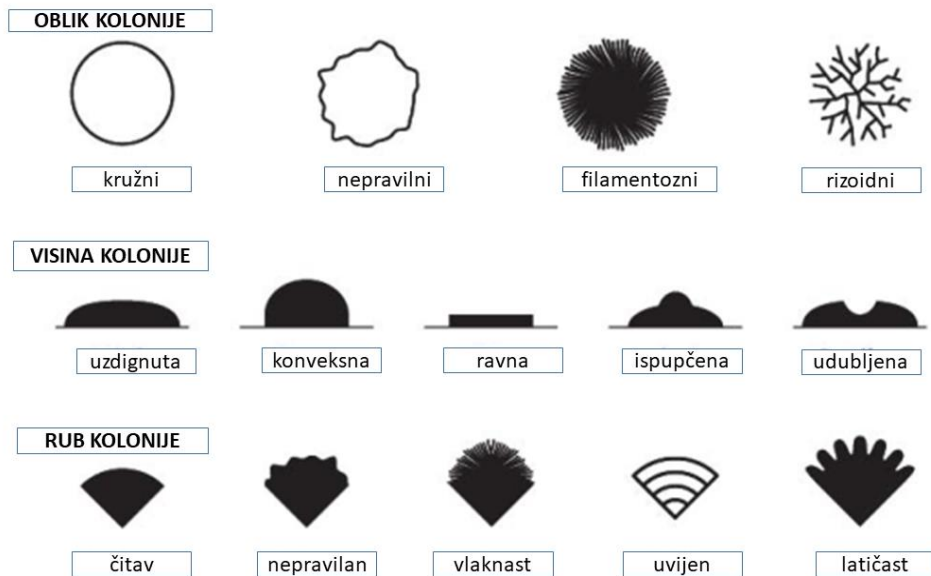 OBLIK KOLONIJE
kružni
nepravilni
filamentozni
rizoidni
VISINA KOLONIJE
uzdignuta
konveksna
ravna
ispupčena
udubljena
RUB KOLONIJE
čitav
nepravilan
vlaknast
uvijen
latičast